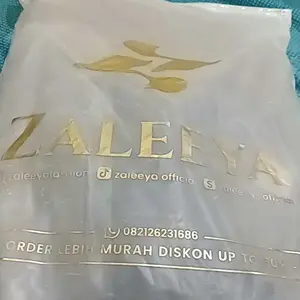 ZALEEYA
zaleeya official
082126231686
ORDER LEBIH MURAH DISKON UP TO